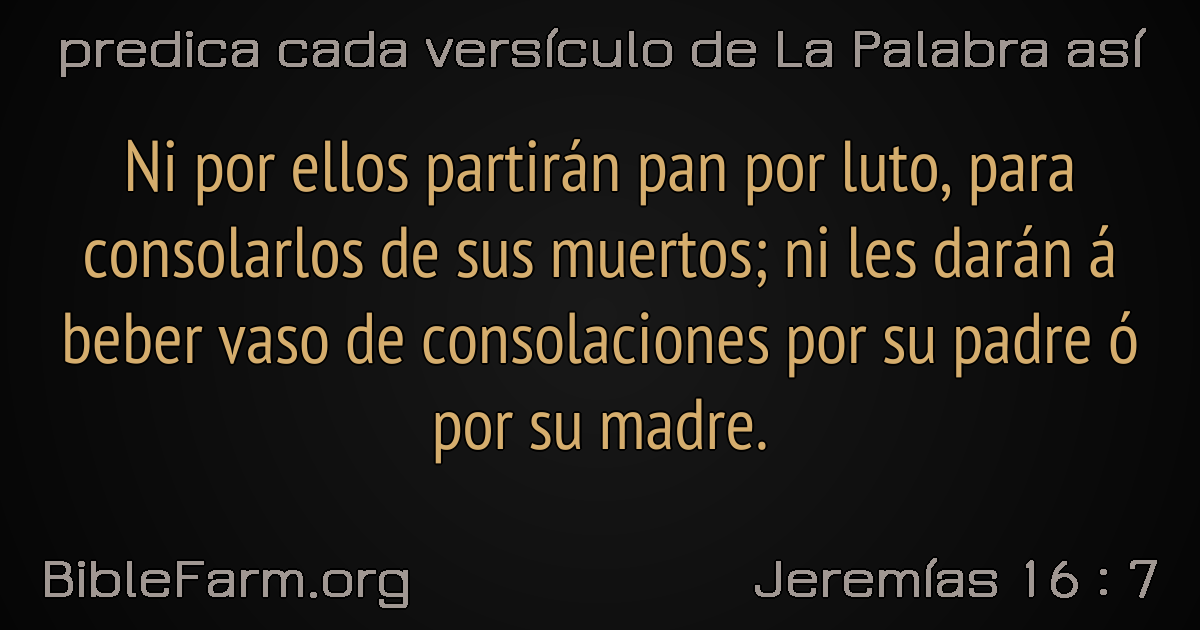 predica cada versículo de La Palabra así
Ni por ellos partirán pan por luto, para
consolarlos de sus muertos; ni les darán á
beber vaso de consolaciones por su padre ó
por su madre.
BibleFarm.org
Jeremías 16 : 7